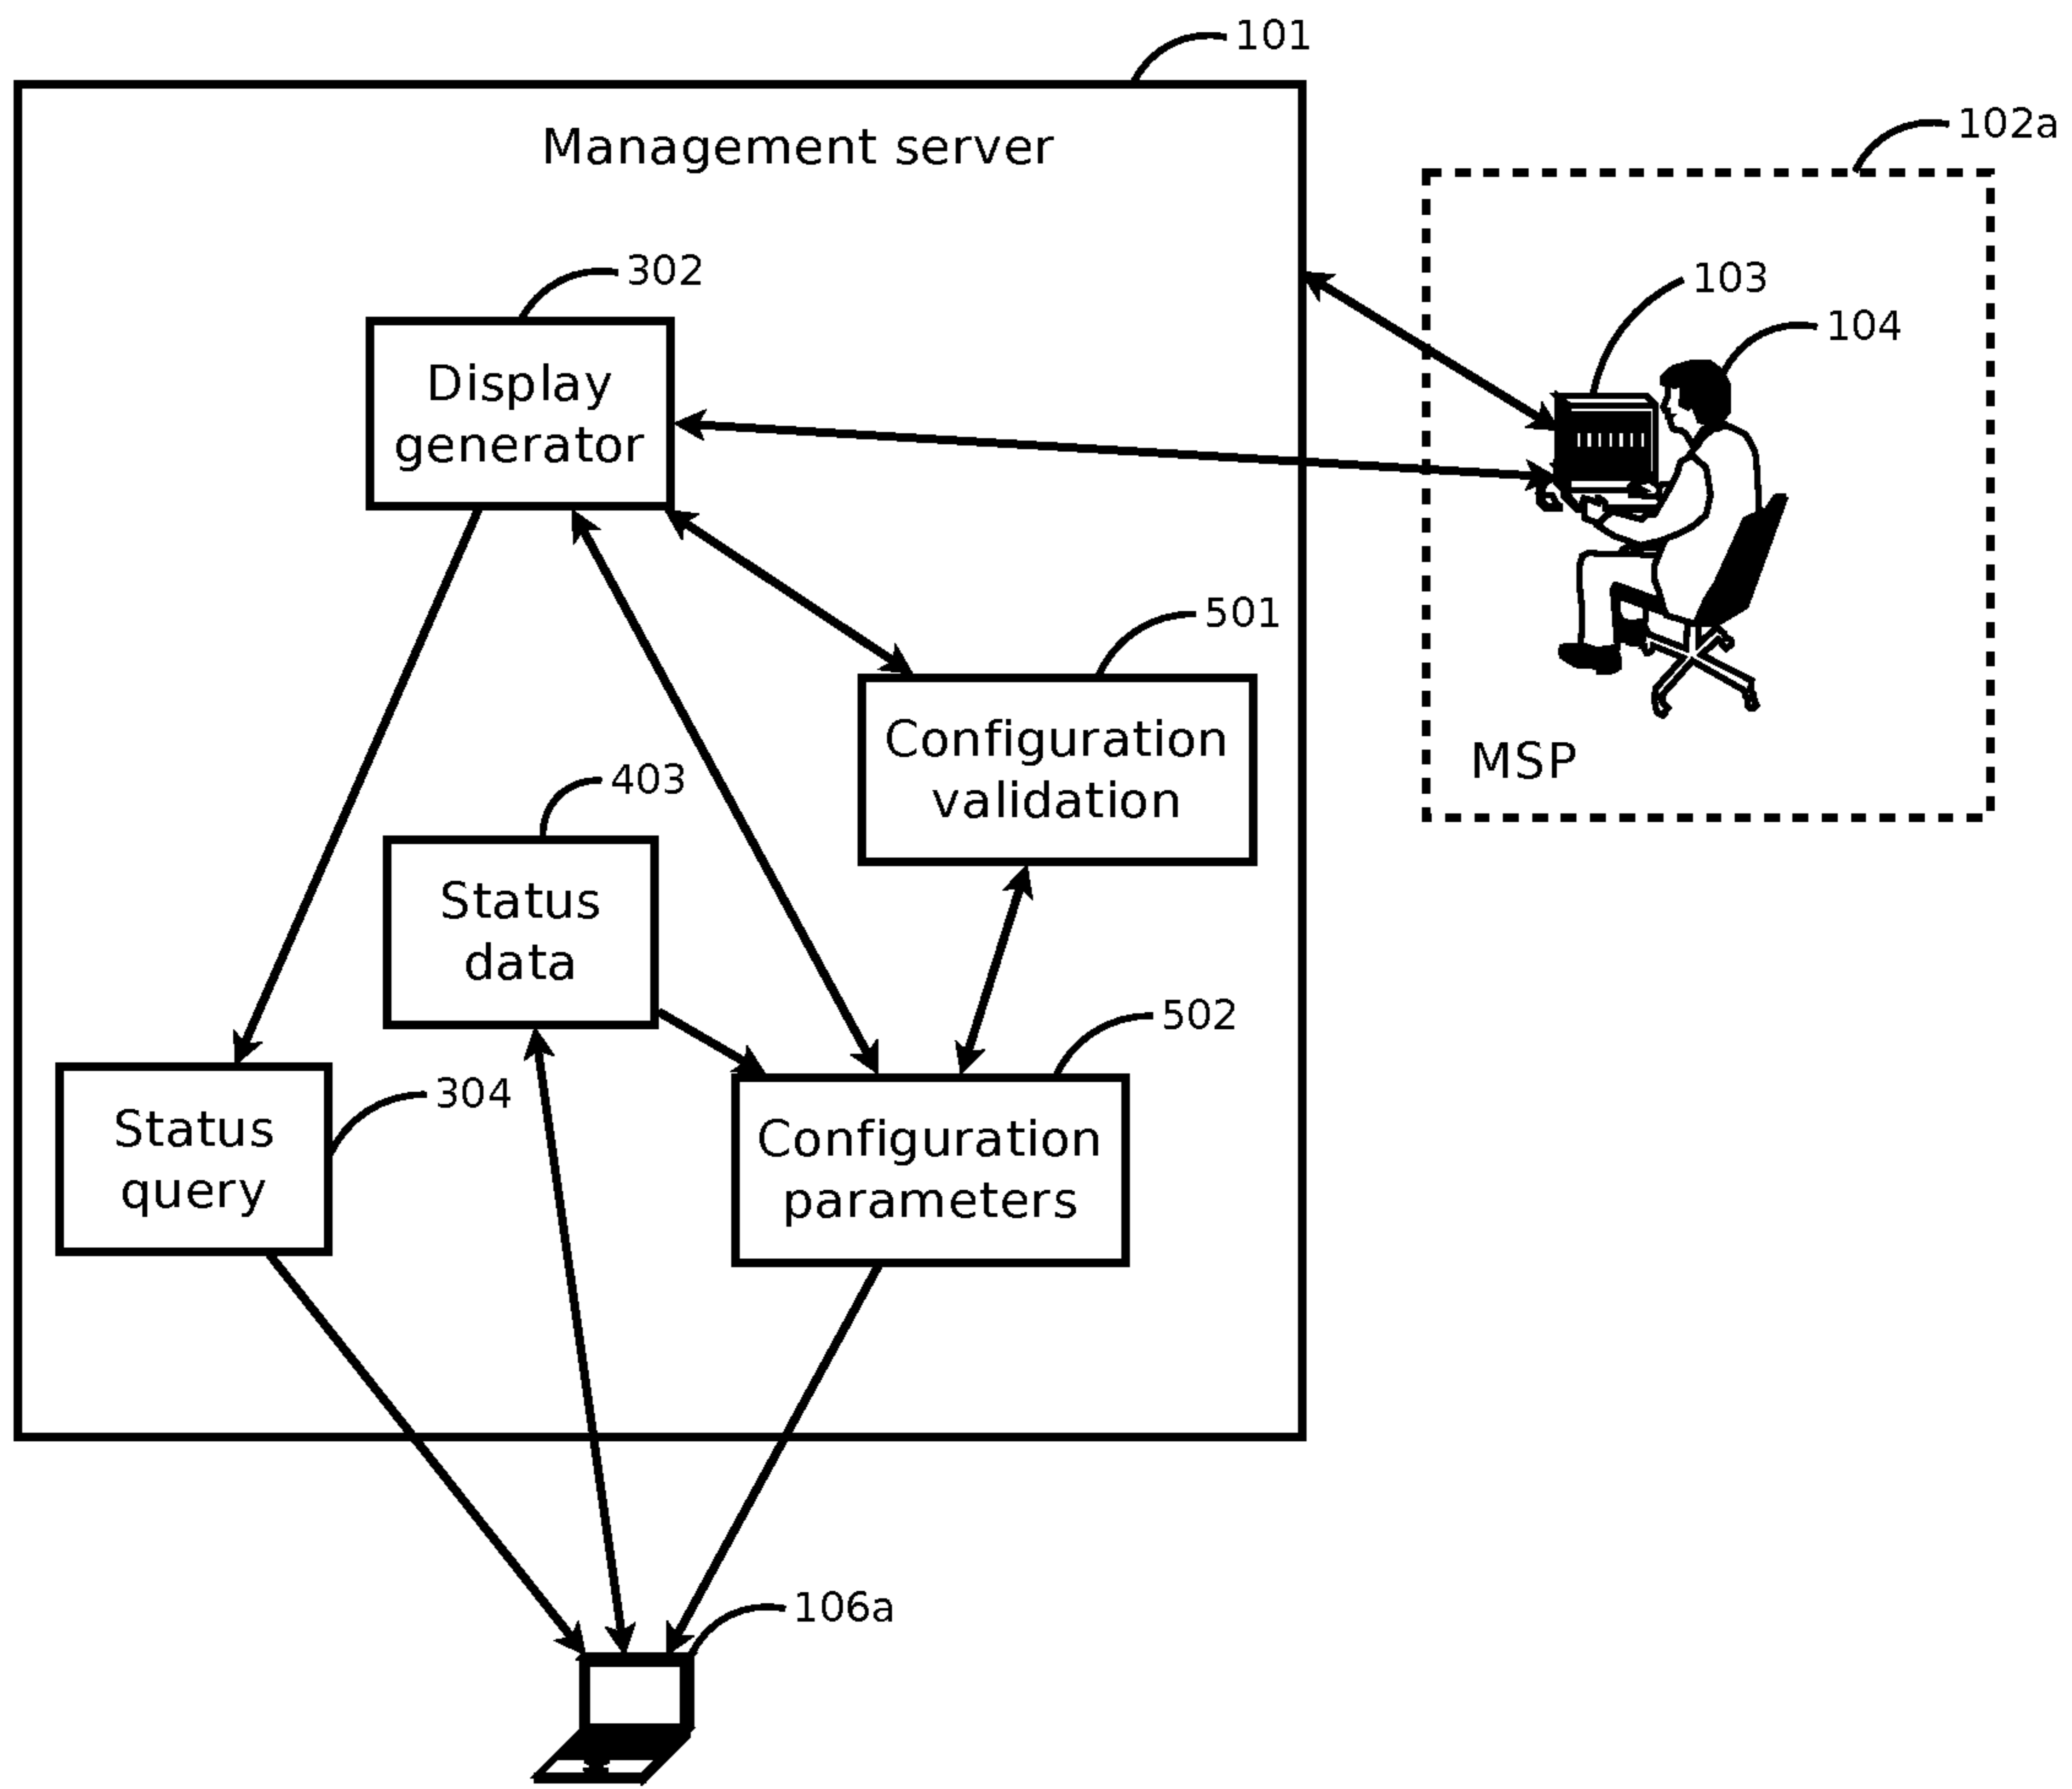 101
102a
Management server
302
103
104
Display
generator
501
Configuration
validation
MSP
403
Status
data
502
304
Status
query
Configuration
parameters
106a